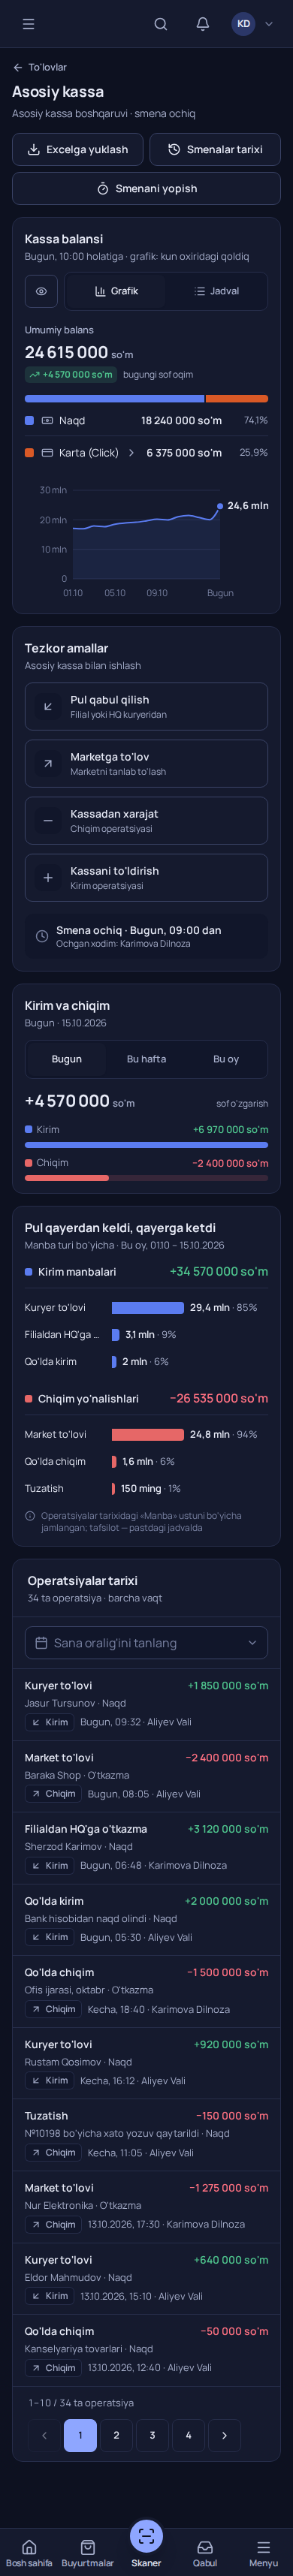 KD
To'lovlar
Asosiy kassa
Asosiy kassa boshqaruvi · smena ochiq
Excelga yuklash
Smenalar tarixi
Smenani yopish
Kassa balansi
Bugun, 10:00 holatiga · grafik: kun oxiridagi qoldiq
Grafik
Jadval
Umumiy balans
24 615 000 so'm
+4 570 000 so'm bugungi sof oqim
Naqd 18 240 000 so'm 74,1%
Karta (Click) 6 375 000 so'm 25,9%
30 mln
24,6 mln
20 mln
10 mln
0
01.10 05.10 09.10 Bugun
Tezkor amallar
Asosiy kassa bilan ishlash
Pul qabul qilish
Filial yoki HQ kuryeridan
Marketga to'lov
Marketni tanlab to'lash
Kassadan xarajat
Chiqim operatsiyasi
Kassani to'ldirish
Kirim operatsiyasi
Smena ochiq · Bugun, 09:00 dan
Ochgan xodim: Karimova Dilnoza
Kirim va chiqim
Bugun · 15.10.2026
Bugun Bu hafta Bu oy
+4 570 000 so'm sof o'zgarish
Kirim +6 970 000 so'm
Chiqim −2 400 000 so'm
Pul qayerdan keldi, qayerga ketdi
Manba turi bo'yicha · Bu oy, 01.10 – 15.10.2026
Kirim manbalari +34 570 000 so'm
Kuryer to'lovi 29,4 mln · 85%
Filialdan HQ'ga ... 3,1 mln · 9%
Qo'lda kirim 2 mln · 6%
Chiqim yo'nalishlari −26 535 000 so'm
Market to'lovi 24,8 mln · 94%
Qo'lda chiqim 1,6 mln · 6%
Tuzatish 150 ming · 1%
Operatsiyalar tarixidagi «Manba» ustuni bo'yicha
jamlangan; tafsilot — pastdagi jadvalda
Operatsiyalar tarixi
34 ta operatsiya · barcha vaqt
Sana oralig'ini tanlang
Kuryer to'lovi +1 850 000 so'm
Jasur Tursunov · Naqd
Kirim Bugun, 09:32 · Aliyev Vali
Market to'lovi −2 400 000 so'm
Baraka Shop · O'tkazma
Chiqim Bugun, 08:05 · Aliyev Vali
Filialdan HQ'ga o'tkazma +3 120 000 so'm
Sherzod Karimov · Naqd
Kirim Bugun, 06:48 · Karimova Dilnoza
Qo'lda kirim +2 000 000 so'm
Bank hisobidan naqd olindi · Naqd
Kirim Bugun, 05:30 · Aliyev Vali
Qo'lda chiqim −1 500 000 so'm
Ofis ijarasi, oktabr · O'tkazma
Chiqim Kecha, 18:40 · Karimova Dilnoza
Kuryer to'lovi +920 000 so'm
Rustam Qosimov · Naqd
Kirim Kecha, 16:12 · Aliyev Vali
Tuzatish −150 000 so'm
№10198 bo'yicha xato yozuv qaytarildi · Naqd
Chiqim Kecha, 11:05 · Aliyev Vali
Market to'lovi −1 275 000 so'm
Nur Elektronika · O'tkazma
Chiqim 13.10.2026, 17:30 · Karimova Dilnoza
Kuryer to'lovi +640 000 so'm
Eldor Mahmudov · Naqd
Kirim 13.10.2026, 15:10 · Aliyev Vali
Qo'lda chiqim −50 000 so'm
Kanselyariya tovarlari · Naqd
Chiqim 13.10.2026, 12:40 · Aliyev Vali
1–10 / 34 ta operatsiya
1 2 3 4
Bosh sahifa Buyurtmalar Skaner Qabul Menyu